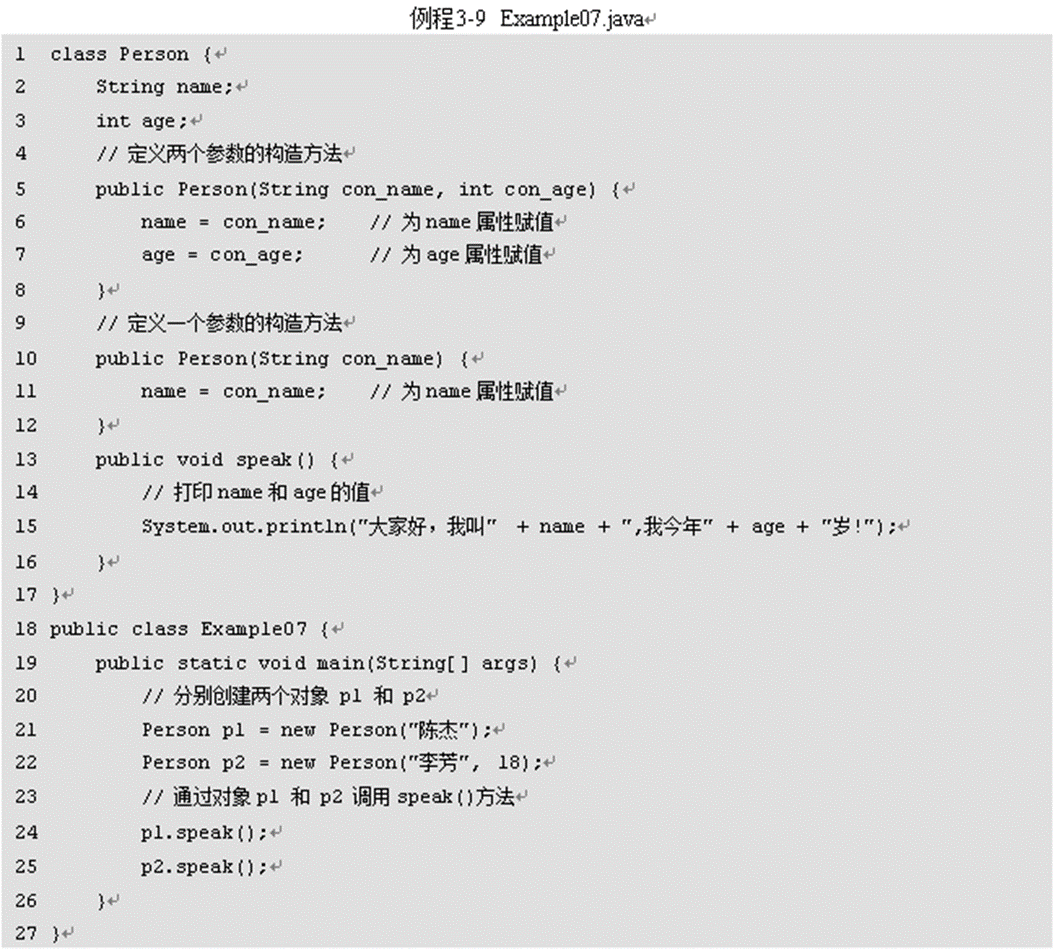 例程3-9 Example07.java↵
1 class Person {↵
2 String name;↵
3 int age;↵
4 // 定义两个参数的构造方法↵
5 public Person(String con_name, int con_age) {↵
6 name = con_name; // 为name属性赋值↵
7 age = con_age; // 为age属性赋值↵
8 }↵
9 // 定义一个参数的构造方法↵
10 public Person(String con_name) {↵
11 name = con_name; // 为name属性赋值↵
12 }↵
13 public void speak() {↵
14 // 打印name和age的值↵
15 System.out.println("大家好，我叫" + name + ",我今年" + age + "岁!");↵
16 }↵
17 }↵
18 public class Example07 {↵
19 public static void main(String[] args) {↵
20 // 分别创建两个对象 p1 和 p2↵
21 Person p1 = new Person("陈杰");↵
22 Person p2 = new Person("李芳", 18);↵
23 // 通过对象p1 和 p2 调用speak()方法↵
24 p1.speak();↵
25 p2.speak();↵
26 }↵
27 }↵